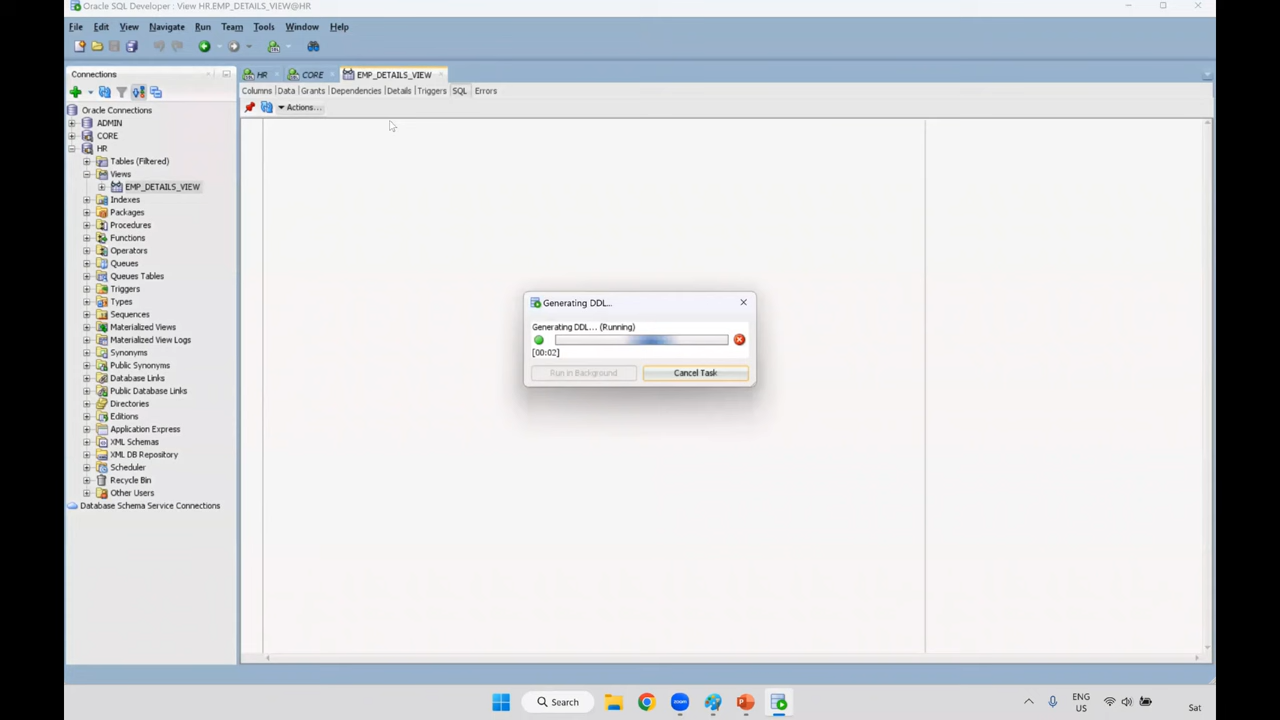 Oracle SQL Developer : View HR.EMP_DETAILS_VIEW@HR
File Edit View Navigate Run Team Tools Window Help
Connections
HR CORE EMP_DETAILS_VIEW
Columns Data Grants Dependencies Details Triggers SQL Errors
Actions...
Oracle Connections
ADMIN
CORE
HR
Tables (Filtered)
Views
EMP_DETAILS_VIEW
Indexes
Packages
Procedures
Functions
Operators
Queues
Queues Tables
Triggers
Types
Sequences
Materialized Views
Materialized View Logs
Synonyms
Public Synonyms
Database Links
Public Database Links
Directories
Editions
Application Express
XML Schemas
XML DB Repository
Scheduler
Recycle Bin
Other Users
Database Schema Service Connections
Generating DDL...
Generating DDL... (Running)
[00:02]
Run in Background Cancel Task
Search
zoom
ENG
US
Sat